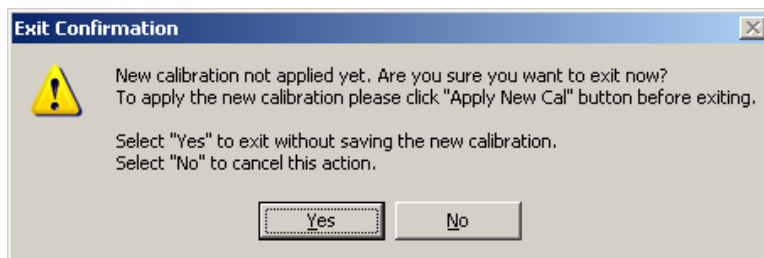 Exit Confirmation
New calibration not applied yet. Are you sure you want to exit now?
To apply the new calibration please click "Apply New Cal" button before exiting.
Select "Yes" to exit without saving the new calibration.
Select "No" to cancel this action.
Yes
No